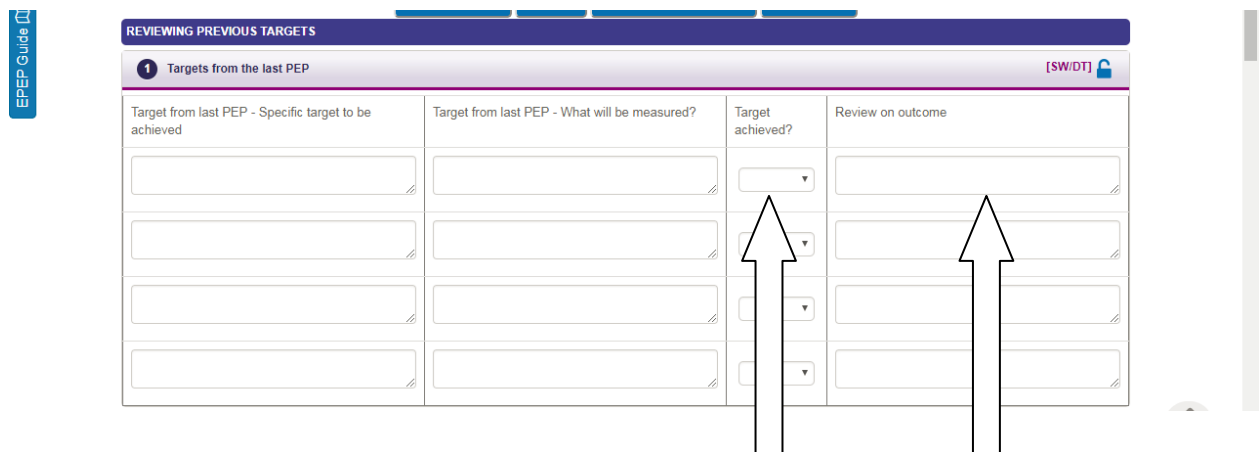 EPEP Guide
REVIEWING PREVIOUS TARGETS
1 Targets from the last PEP [SW/DT]
Target from last PEP - Specific target to be
achieved
Target from last PEP - What will be measured?
Target
achieved?
Review on outcome